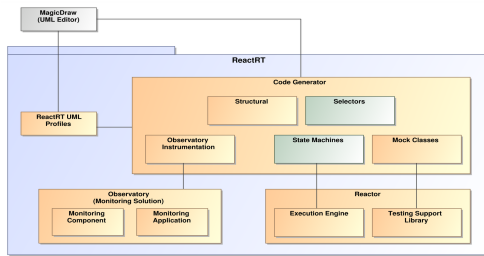 MagicDraw
(UML Editor)
ReactRT
Code Generator
Structural
Selectors
ReactRT UML
Profiles
Observatory
Instrumentation
State Machines
Mock Classes
Observatory
(Monitoring Solution)
Monitoring
Component
Monitoring
Application
Reactor
Execution Engine
Testing Support
Library